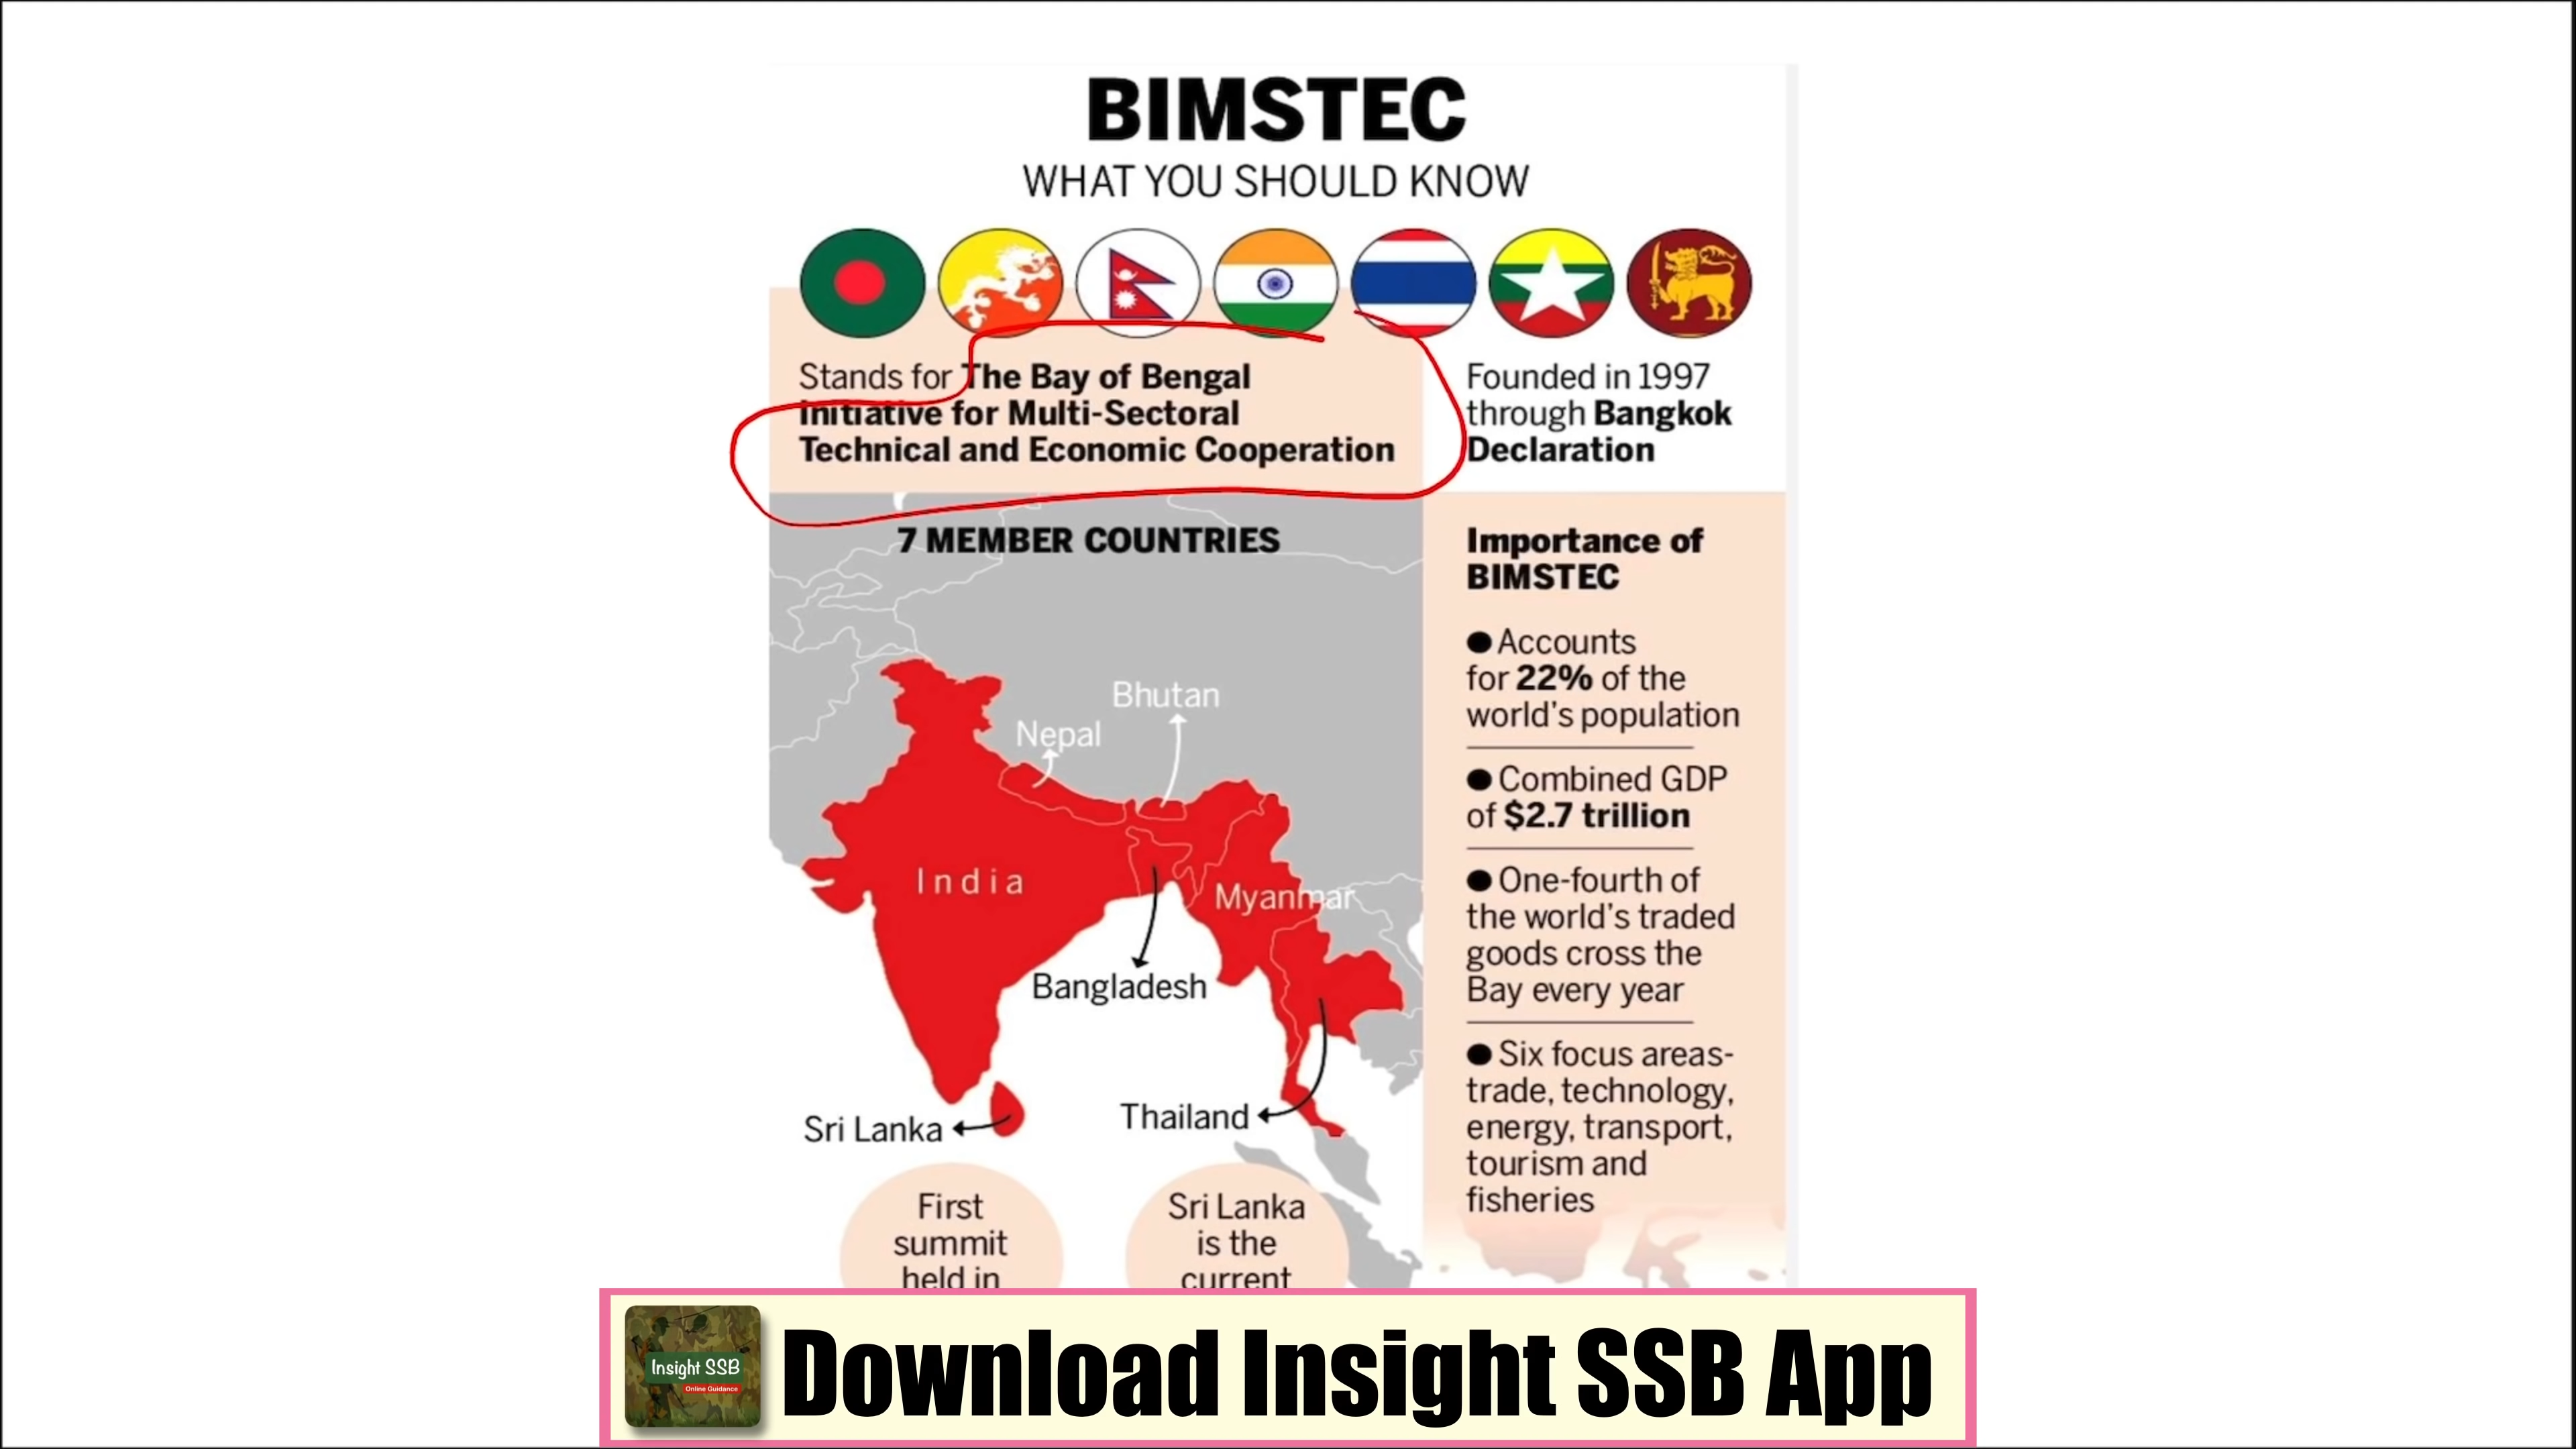 BIMSTEC
WHAT YOU SHOULD KNOW
Stands for The Bay of Bengal
Initiative for Multi-Sectoral
Technical and Economic Cooperation
Founded in 1997
through Bangkok
Declaration
7 MEMBER COUNTRIES
Bhutan
Nepal
India
Myanmar
Bangladesh
Thailand
Sri Lanka
First
summit
held in
Sri Lanka
is the
current
Importance of
BIMSTEC
● Accounts
for 22% of the
world's population
● Combined GDP
of $2.7 trillion
● One-fourth of
the world's traded
goods cross the
Bay every year
● Six focus areas-
trade, technology,
energy, transport,
tourism and
fisheries
Insight SSB
Online Guidance
Download Insight SSB App